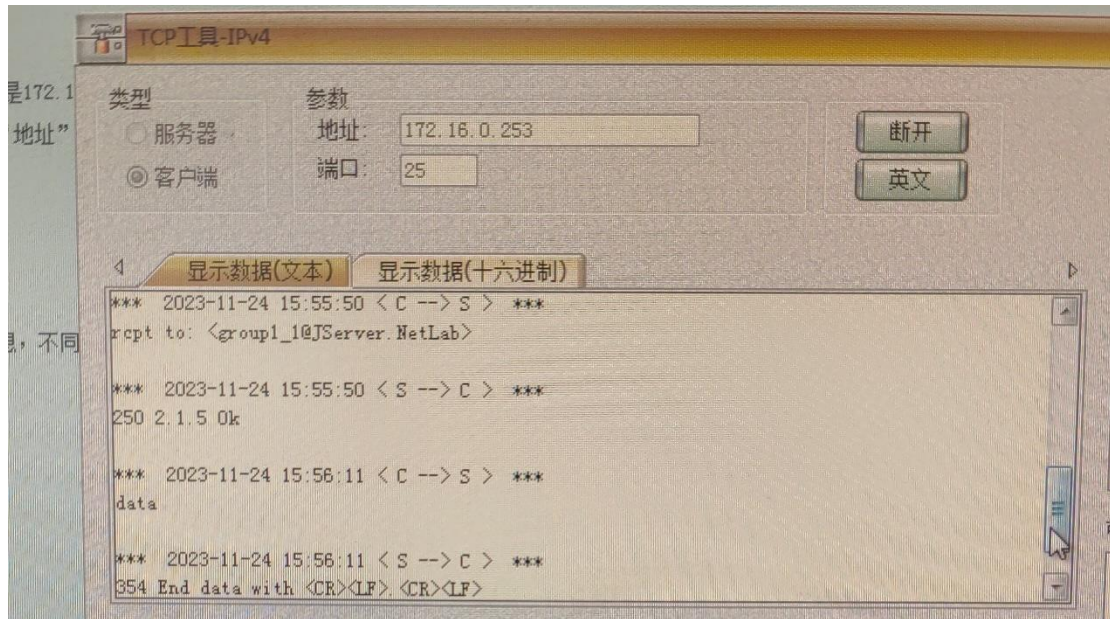 TCP工具-IPv4
是172.1
地址”
类型
服务器
客户端
参数
地址: 172.16.0.253
端口: 25
断开
英文
显示数据(文本) 显示数据(十六进制)
*** 2023-11-24 15:55:50 < C --> S > ***
rcpt to: <group1_1@JServer.NetLab>
,不同
*** 2023-11-24 15:55:50 < S --> C > ***
250 2.1.5 Ok
*** 2023-11-24 15:56:11 < C --> S > ***
data
*** 2023-11-24 15:56:11 < S --> C > ***
354 End data with <CR><LF>.<CR><LF>